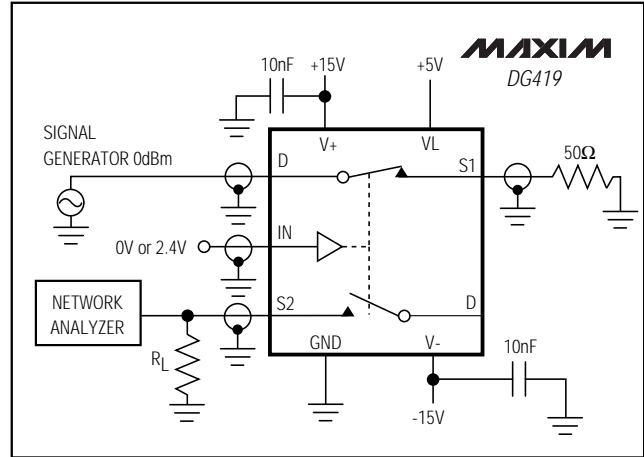 MAXIM
DG419
10nF
+15V
+5V
SIGNAL
GENERATOR 0dBm
V+
VL
D
S1
50Ω
0V or 2.4V
IN
NETWORK
ANALYZER
S2
D
RL
GND
V-
10nF
-15V